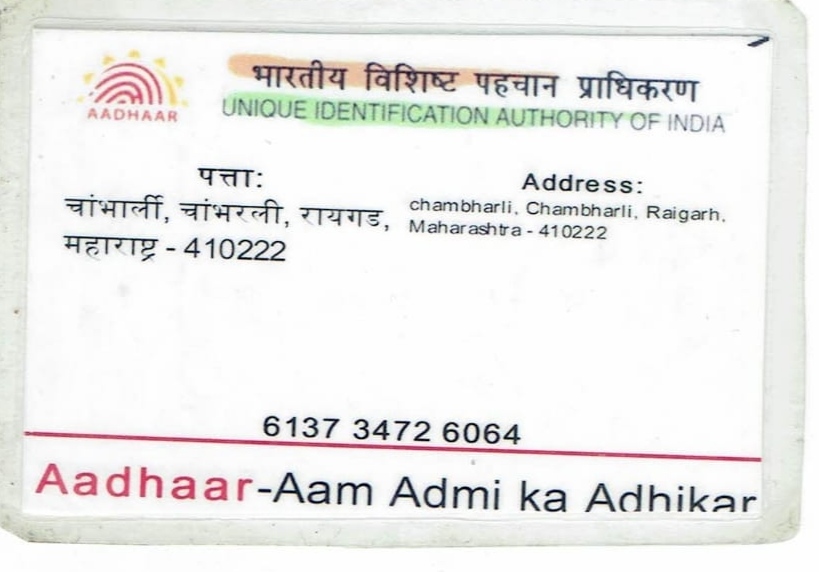 AADHAAR
भारतीय विशिष्ट पहचान प्राधिकरण
UNIQUE IDENTIFICATION AUTHORITY OF INDIA
पत्ता:
चांभार्ली, चांभरली, रायगड,
महाराष्ट्र - 410222
Address:
chambharli, Chambharli, Raigarh,
Maharashtra - 410222
6137 3472 6064
Aadhaar-Aam Admi ka Adhikar